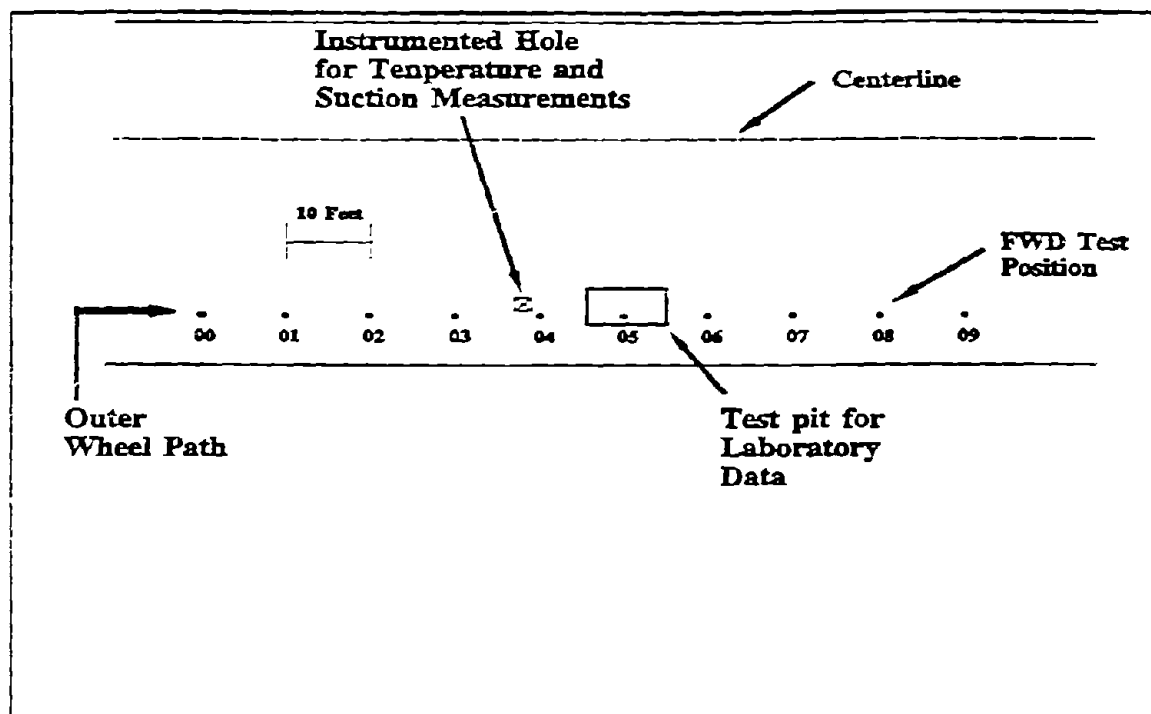 Instrumented Hole
for Tenperature and
Suction Measurements
Centerline
10 Feet
FWD Test
Position
00 01 02 03 04 05 06 07 08 09
Outer
Wheel Path
Test pit for
Laboratory
Data